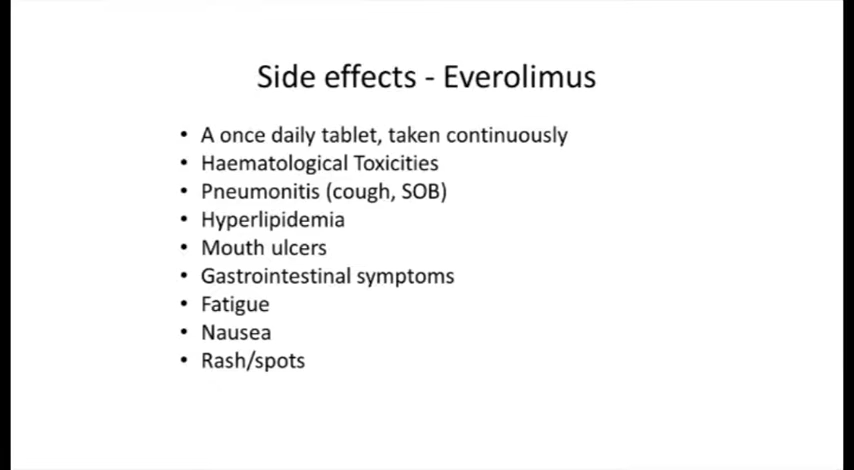 Side effects - Everolimus
• A once daily tablet, taken continuously
• Haematological Toxicities
• Pneumonitis (cough, SOB)
• Hyperlipidemia
• Mouth ulcers
• Gastrointestinal symptoms
• Fatigue
• Nausea
• Rash/spots